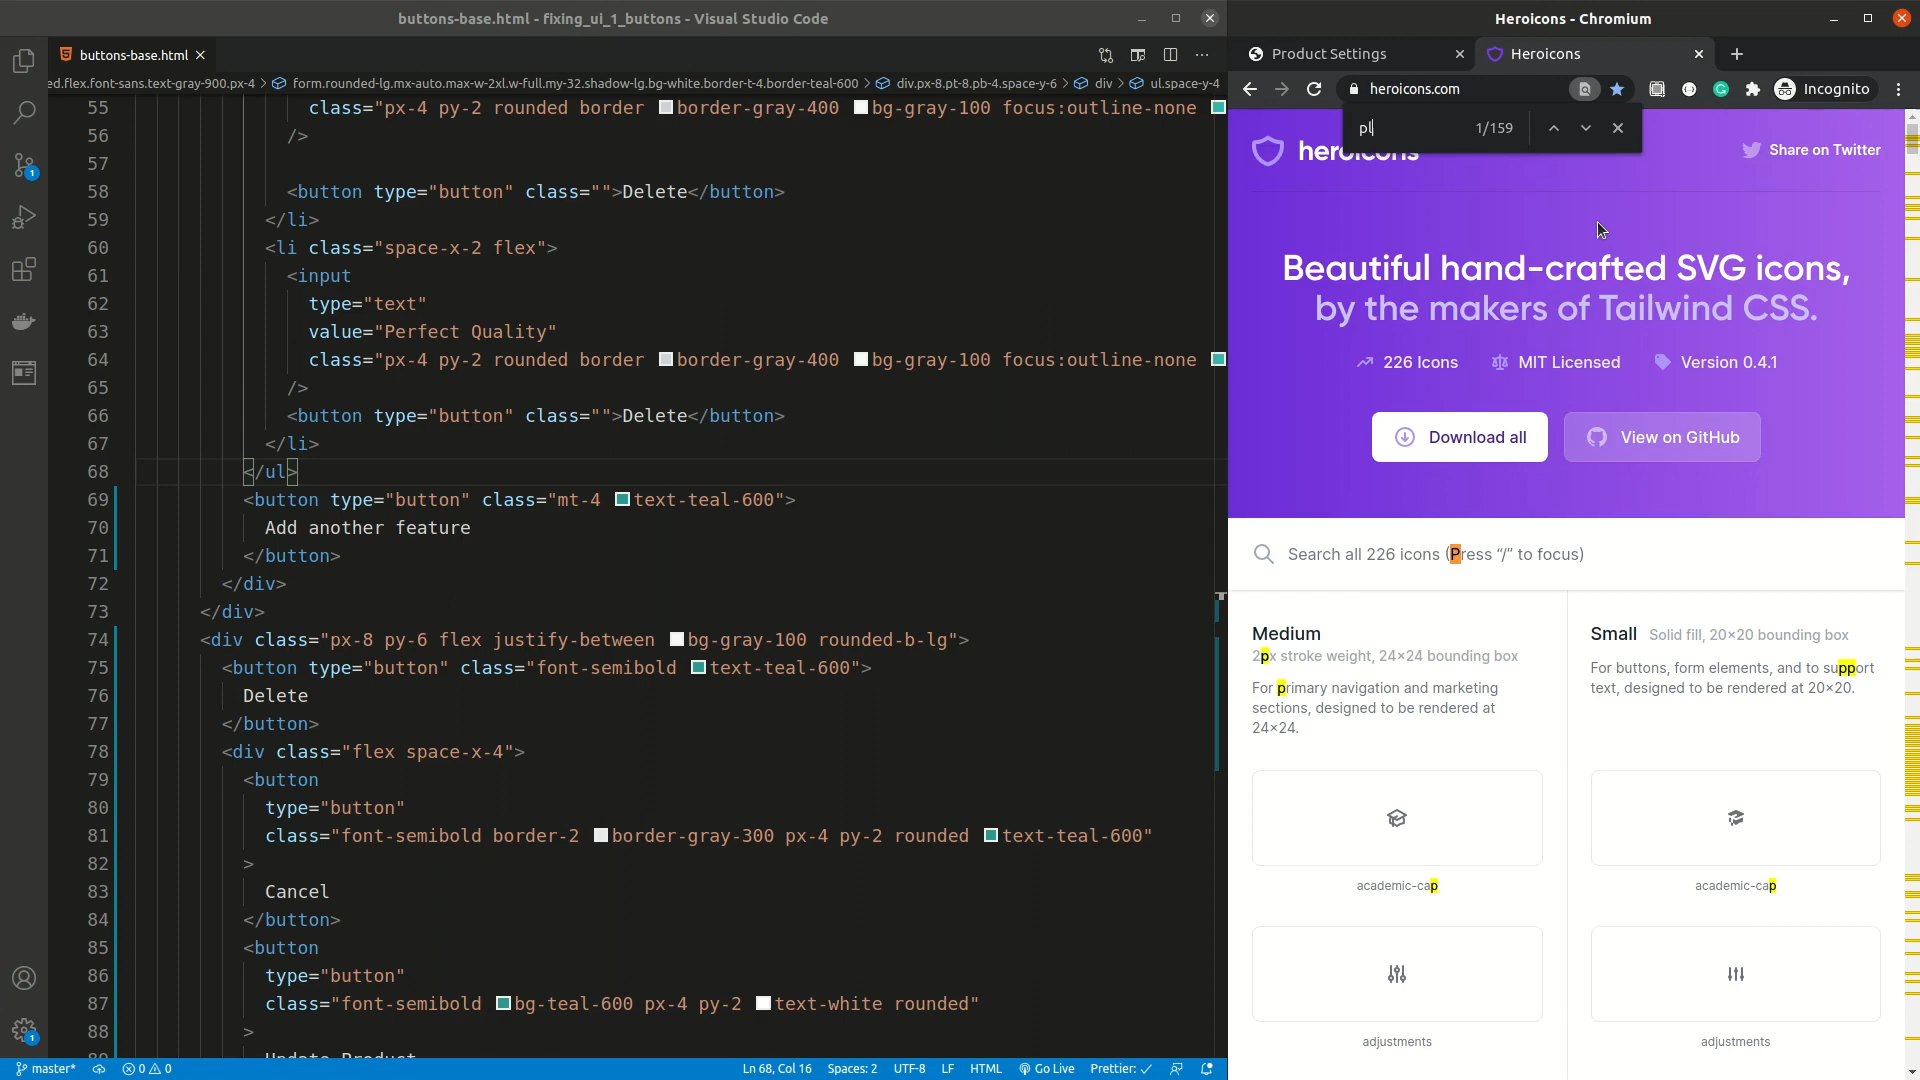 buttons-base.html - fixing_ui_1_buttons - Visual Studio Code
buttons-base.html
ed.flex.font-sans.text-gray-900.px-4 > form.rounded-lg.mx-auto.max-w-2xl.w-full.my-32.shadow-lg.bg-white.border-t-4.border-teal-600 > div.px-8.pt-8.pb-4.space-y-6 > div > ul.space-y-4
55 class="px-4 py-2 rounded border border-gray-400 bg-gray-100 focus:outline-none
56 />
57
58 <button type="button" class="">Delete</button>
59 </li>
60 <li class="space-x-2 flex">
61 <input
62 type="text"
63 value="Perfect Quality"
64 class="px-4 py-2 rounded border border-gray-400 bg-gray-100 focus:outline-none
65 />
66 <button type="button" class="">Delete</button>
67 </li>
68 </ul>
69 <button type="button" class="mt-4 text-teal-600">
70 Add another feature
71 </button>
72 </div>
73 </div>
74 <div class="px-8 py-6 flex justify-between bg-gray-100 rounded-b-lg">
75 <button type="button" class="font-semibold text-teal-600">
76 Delete
77 </button>
78 <div class="flex space-x-4">
79 <button
80 type="button"
81 class="font-semibold border-2 border-gray-300 px-4 py-2 rounded text-teal-600"
82 >
83 Cancel
84 </button>
85 <button
86 type="button"
87 class="font-semibold bg-teal-600 px-4 py-2 text-white rounded"
88 >
89 Update Product
1
1
master* 0 0 Ln 68, Col 16 Spaces: 2 UTF-8 LF HTML Go Live Prettier: ✓
Heroicons - Chromium
Product Settings
Heroicons
heroicons.com
Incognito
pl 1/159
heroicons
Share on Twitter
Beautiful hand-crafted SVG icons,
by the makers of Tailwind CSS.
226 Icons MIT Licensed Version 0.4.1
Download all View on GitHub
Search all 226 icons (Press “/” to focus)
Medium
2px stroke weight, 24×24 bounding box
For primary navigation and marketing
sections, designed to be rendered at
24×24.
Small Solid fill, 20×20 bounding box
For buttons, form elements, and to support
text, designed to be rendered at 20×20.
academic-cap
academic-cap
adjustments
adjustments